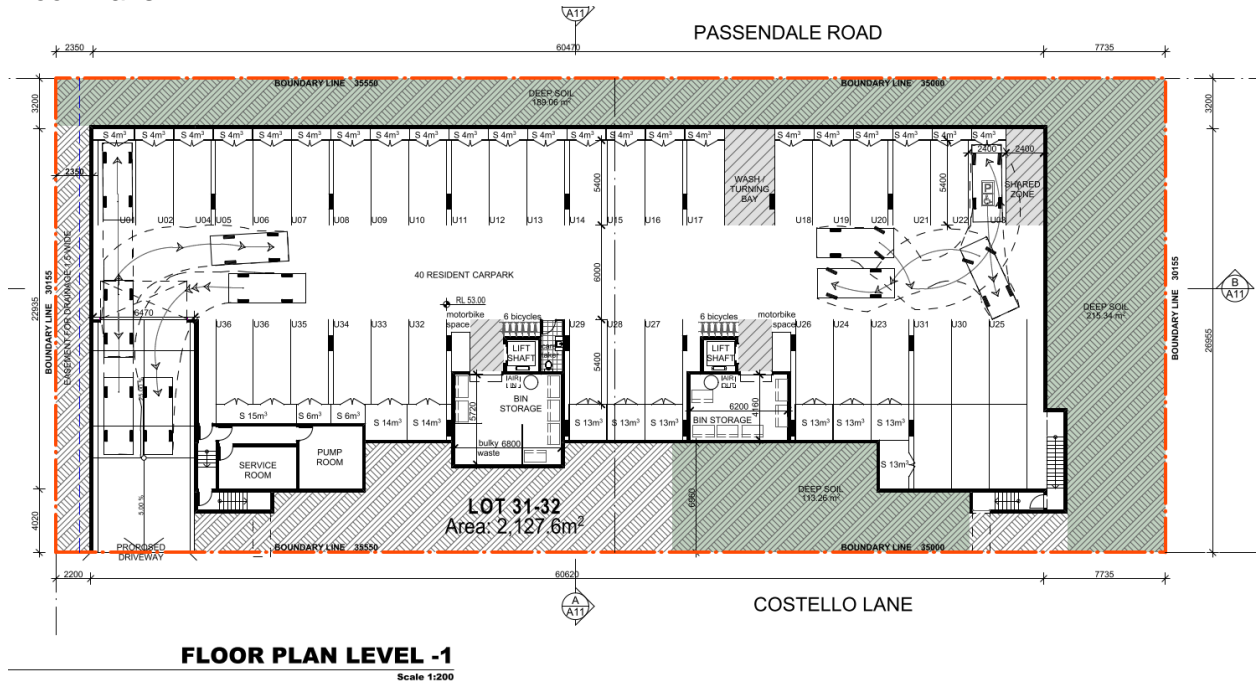 A11
PASSENDALE ROAD
2350
60470
7735
BOUNDARY LINE 35550
BOUNDARY LINE 35000
DEEP SOIL
189.06 m²
3200
3200
S 4m³ S 4m³ S 4m³ S 4m³ S 4m³ S 4m³ S 4m³ S 4m³ S 4m³ S 4m³ S 4m³ S 4m³ S 4m³ S 4m³ S 4m³ S 4m³ S 4m³ S 4m³ S 4m³ S 4m³ S 4m³ S 4m³
2400 2400
2350
5400
WASH /
TURNING
BAY
5400
P
SHARED
ZONE
U01 U02 U04 U05 U06 U07 U08 U09 U10 U11 U12 U13 U14 U15 U16 U17 U18 U19 U20 U21 U22 U03
BOUNDARY LINE 30155
EASEMENT FOR DRAINAGE 1.5 WIDE
22935
40 RESIDENT CARPARK
6000
RL 53.00
DEEP SOIL
215.34 m²
BOUNDARY LINE 30155
26955
B
A11
6470
motorbike
space
6 bicycles
6 bicycles
motorbike
space
U36 U36 U35 U34 U33 U32 U29 U28 U27 U26 U24 U23 U31 U30 U25
LIFT
SHAFT
LIFT
SHAFT
5400
AIR
AIR
5720
BIN
STORAGE
6200
4160
BIN STORAGE
S 15m³ S 6m³ S 6m³ S 14m³ S 14m³ S 13m³ S 13m³ S 13m³ S 13m³ S 13m³
bulky
waste
6800
SERVICE
ROOM
PUMP
ROOM
S 13m³
5.00 %
6960
DEEP SOIL
113.26 m²
LOT 31-32
Area: 2,127.6m²
4020
PROPOSED
DRIVEWAY
BOUNDARY LINE 35550
BOUNDARY LINE 35000
2200
60620
7735
A
A11
COSTELLO LANE
FLOOR PLAN LEVEL -1
Scale 1:200